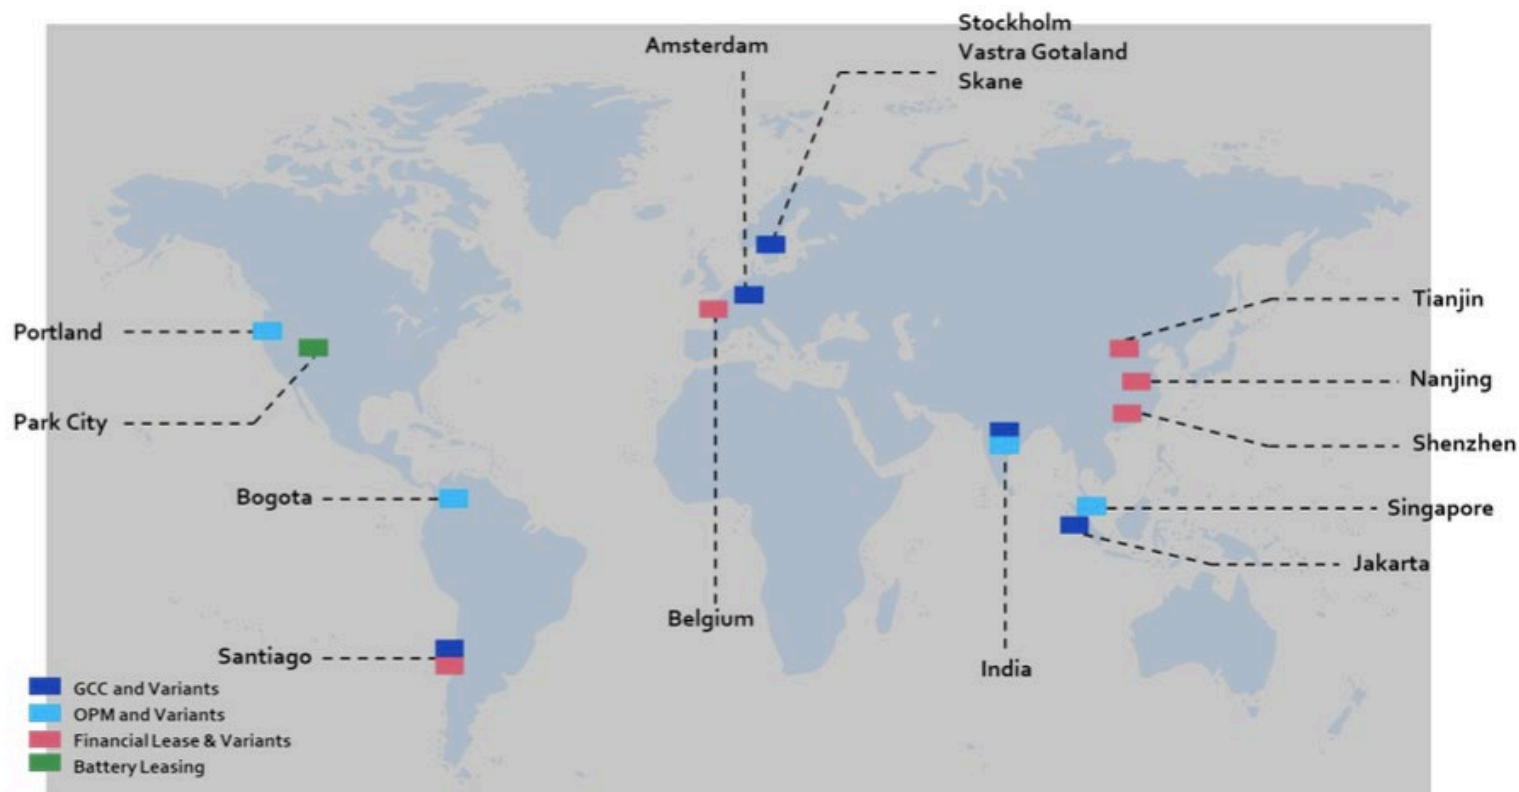 Stockholm
Vastra Gotaland
Skane
Amsterdam
Tianjin
Portland
Nanjing
Park City
Shenzhen
Bogota
Singapore
Jakarta
Belgium
Santiago
India
GCC and Variants
OPM and Variants
Financial Lease & Variants
Battery Leasing